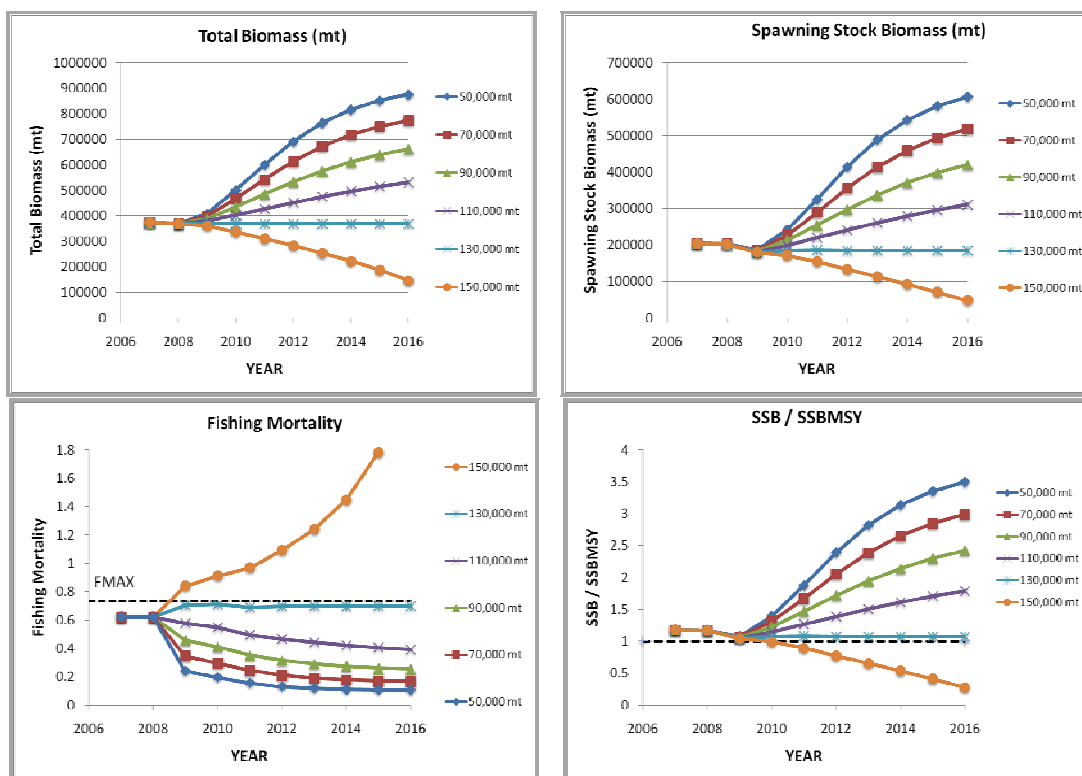 Total Biomass (mt)
Total Biomass (mt)
1000000
900000
800000
700000
600000
500000
400000
300000
200000
100000
0
2006 2008 2010 2012 2014 2016
YEAR
50,000 mt
70,000 mt
90,000 mt
110,000 mt
130,000 mt
150,000 mt
Spawning Stock Biomass (mt)
Spawning Stock Biomass (mt)
700000
600000
500000
400000
300000
200000
100000
0
2006 2008 2010 2012 2014 2016
YEAR
50,000 mt
70,000 mt
90,000 mt
110,000 mt
130,000 mt
150,000 mt
Fishing Mortality
Fishing Mortality
1.8
1.6
1.4
1.2
1
0.8
0.6
0.4
0.2
0
FMAX
2006 2008 2010 2012 2014 2016
YEAR
150,000 mt
130,000 mt
110,000 mt
90,000 mt
70,000 mt
50,000 mt
SSB / SSBMSY
SSB / SSBMSY
4
3.5
3
2.5
2
1.5
1
0.5
0
2006 2008 2010 2012 2014 2016
YEAR
50,000 mt
70,000 mt
90,000 mt
110,000 mt
130,000 mt
150,000 mt